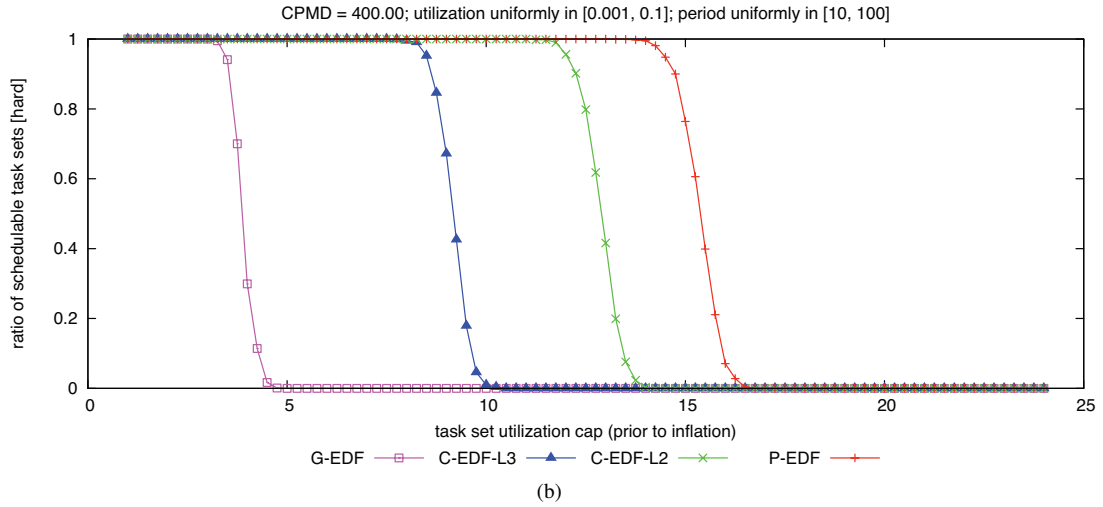 CPMD = 400.00; utilization uniformly in [0.001, 0.1]; period uniformly in [10, 100]
ratio of schedulable task sets [hard]
1
0.8
0.6
0.4
0.2
0
0 5 10 15 20 25
task set utilization cap (prior to inflation)
G-EDF C-EDF-L3 C-EDF-L2 P-EDF
(b)